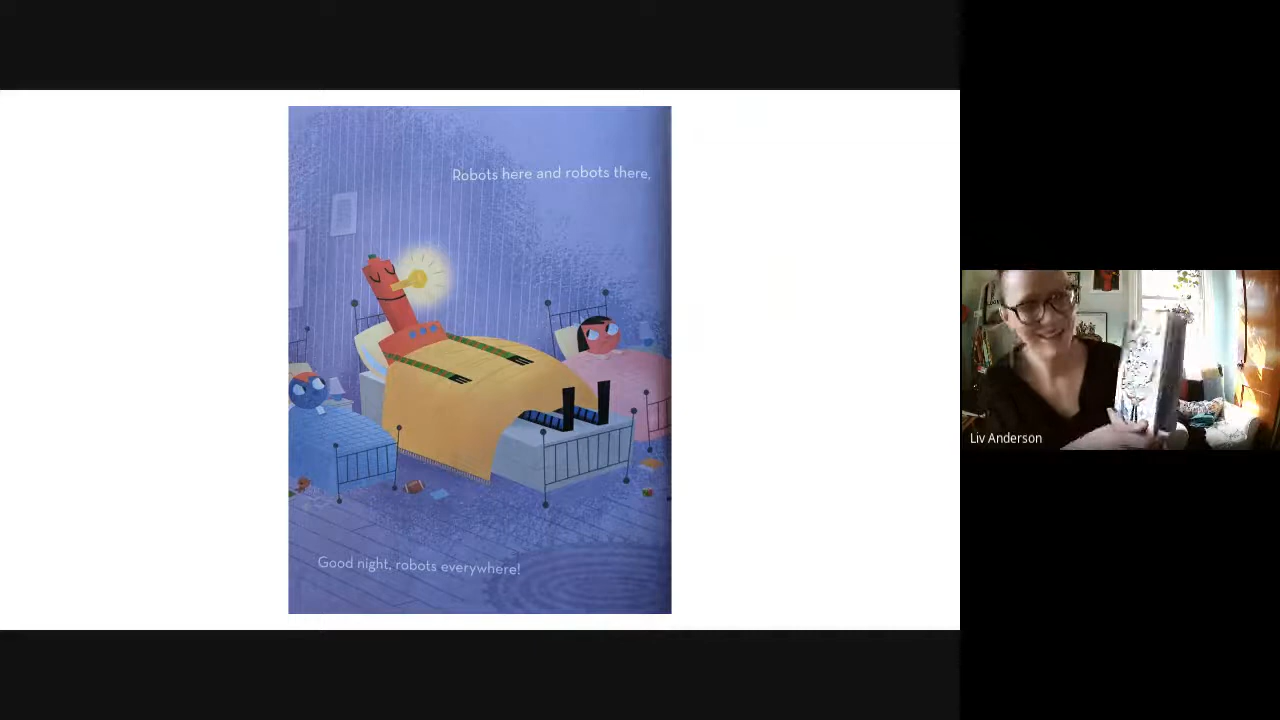 Robots here and robots there,
Good night, robots everywhere!
Liv Anderson